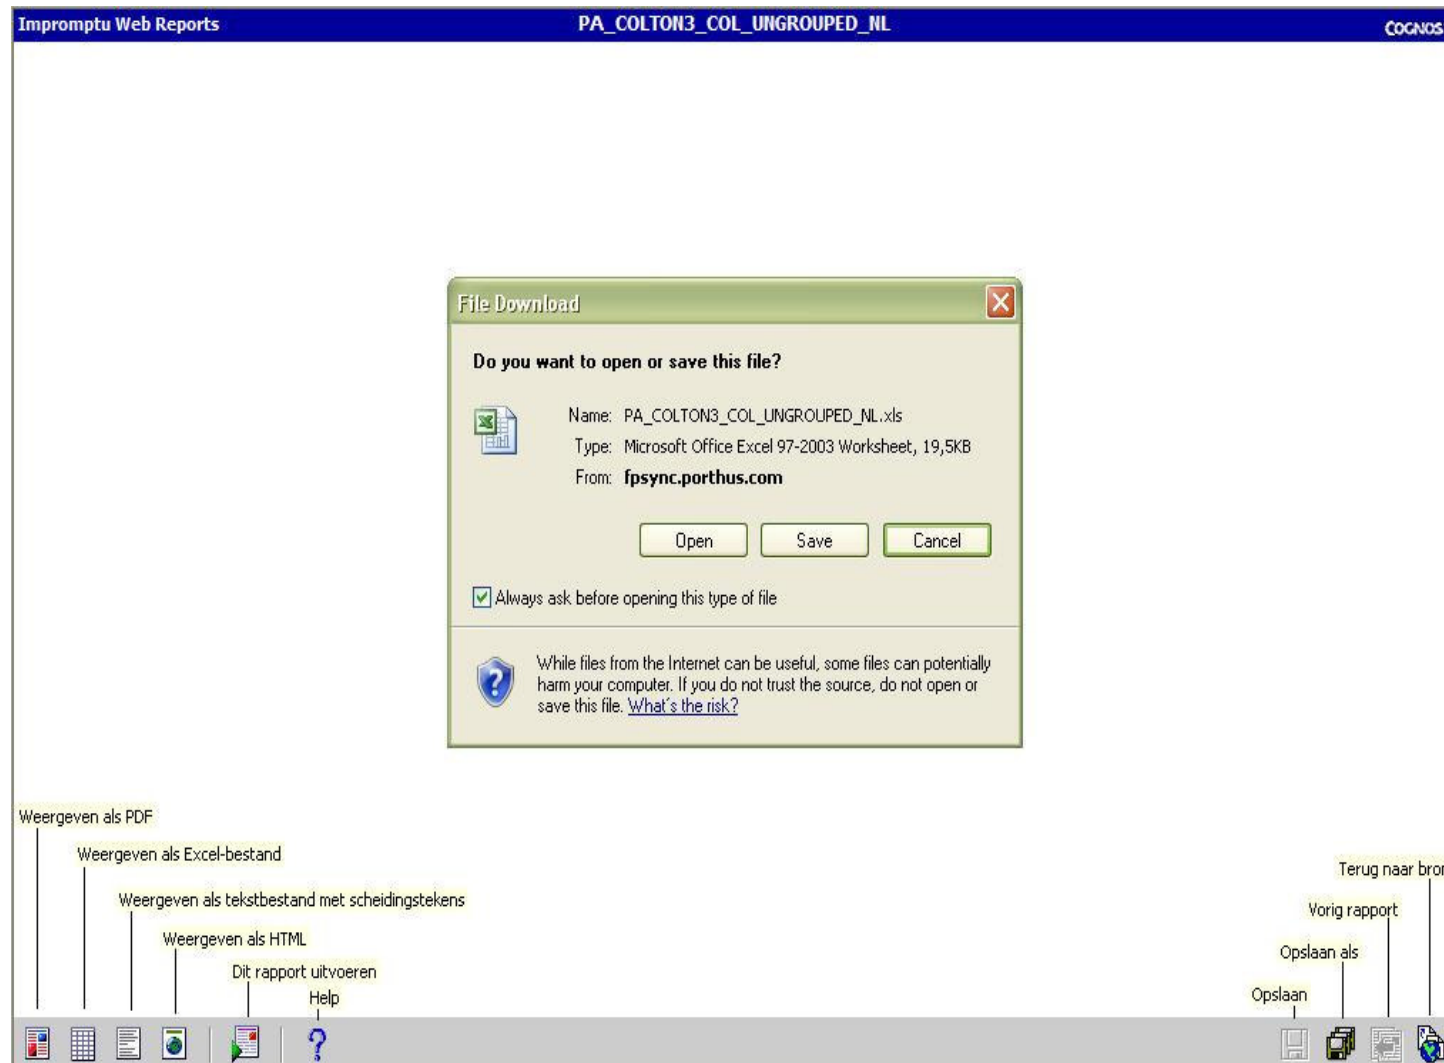 Impromptu Web Reports
PA_COLTON3_COL_UNGROUPED_NL
COGNOS
File Download
Do you want to open or save this file?
Name: PA_COLTON3_COL_UNGROUPED_NL.xls
Type: Microsoft Office Excel 97-2003 Worksheet, 19,5KB
From: fpsync.porthus.com
Open
Save
Cancel
Always ask before opening this type of file
While files from the Internet can be useful, some files can potentially
harm your computer. If you do not trust the source, do not open or
save this file. What's the risk?
Weergeven als PDF
Weergeven als Excel-bestand
Weergeven als tekstbestand met scheidingstekens
Weergeven als HTML
Dit rapport uitvoeren
Help
Terug naar bron
Vorig rapport
Opslaan als
Opslaan